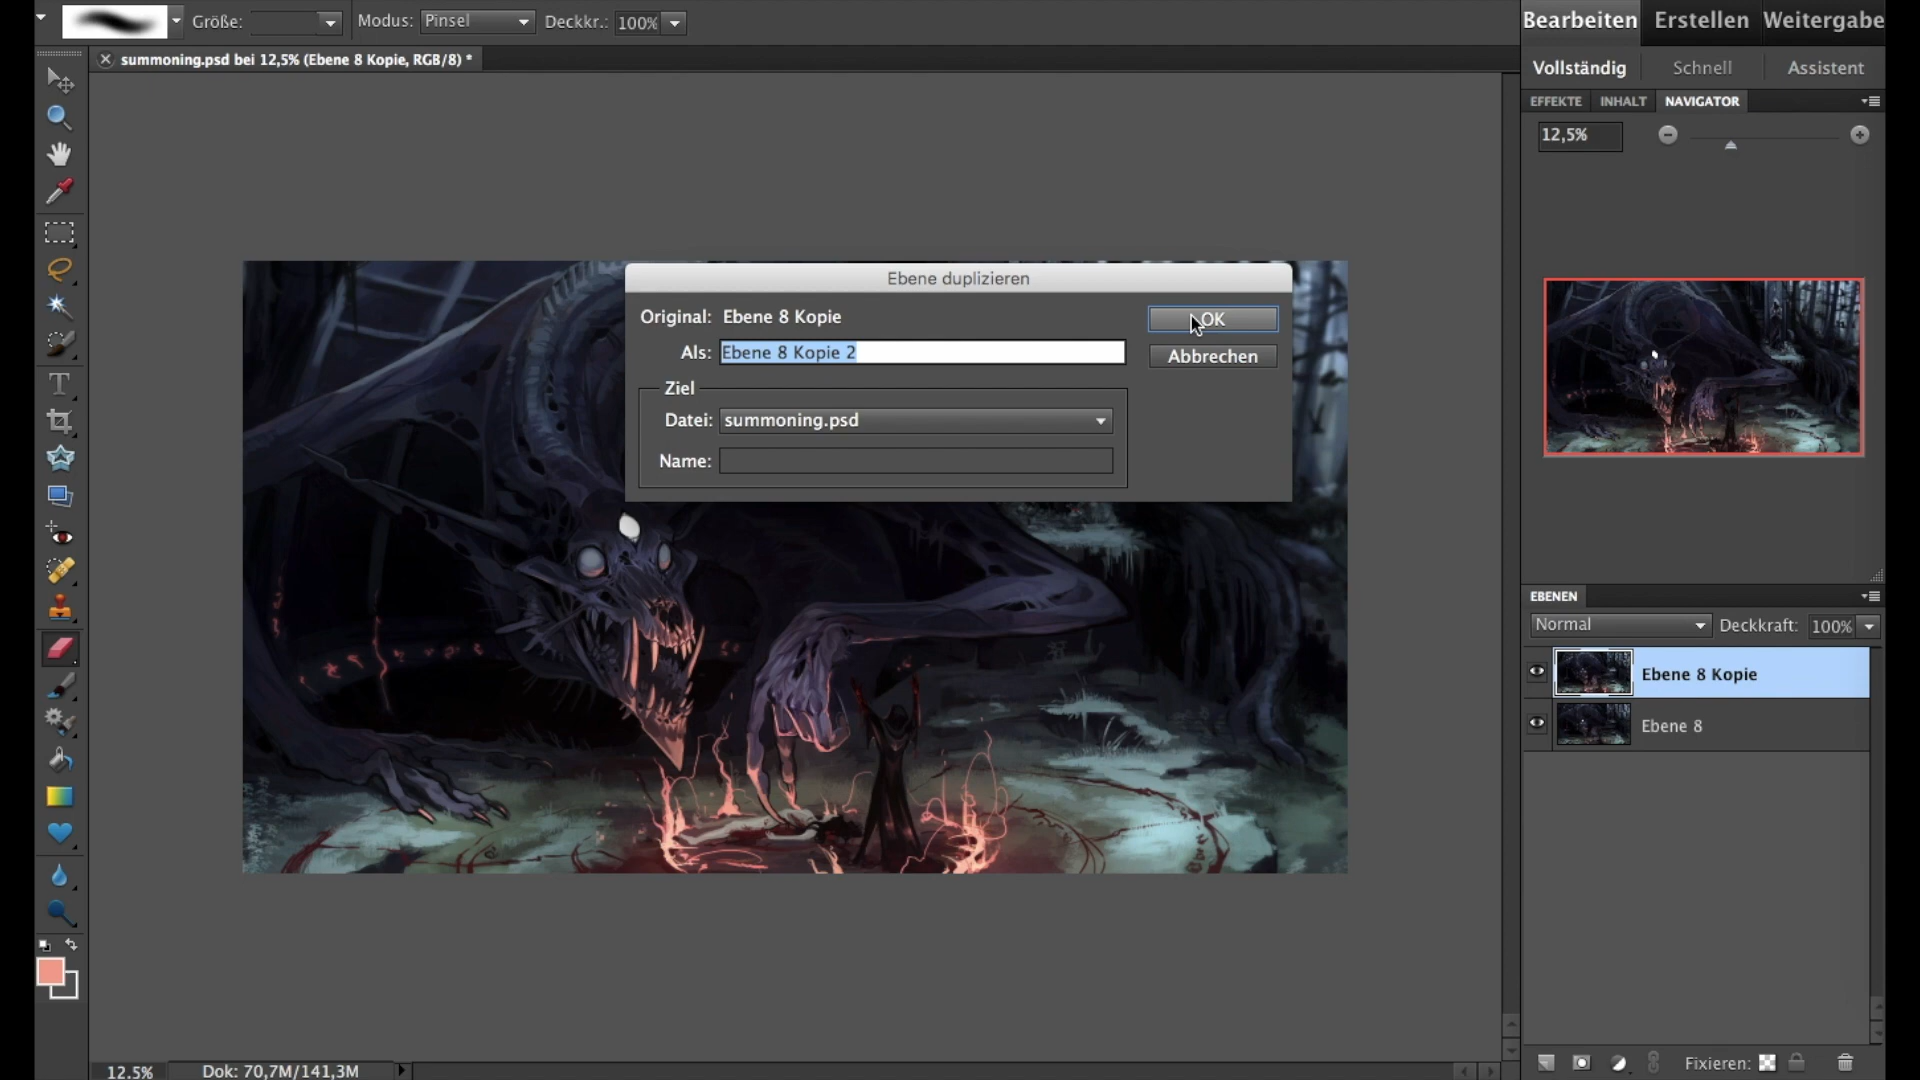 Größe:
Modus: Pinsel
Deckkr.: 100%
Bearbeiten
Erstellen
Weitergabe
summoning.psd bei 12,5% (Ebene 8 Kopie, RGB/8) *
Vollständig
Schnell
Assistent
EFFEKTE
INHALT
NAVIGATOR
12,5%
Ebene duplizieren
Original: Ebene 8 Kopie
OK
Als: Ebene 8 Kopie 2
Abbrechen
Ziel
Datei: summoning.psd
Name:
EBENEN
Normal
Deckkraft: 100%
Ebene 8 Kopie
Ebene 8
Fixieren:
12.5%
Dok: 70,7M/141,3M